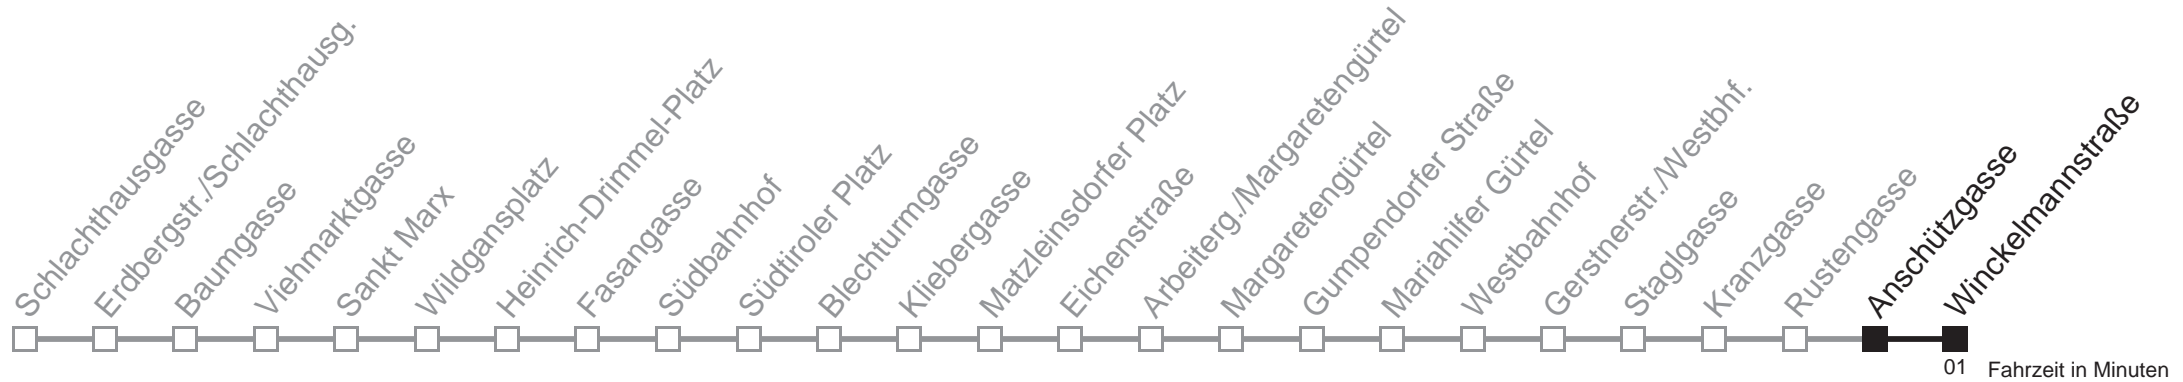 Schlachthausgasse
Erdbergstr./Schlachthausg.
Baumgasse
Viehmarktgasse
Sankt Marx
Wildgansplatz
Heinrich-Drimmel-Platz
Fasangasse
Südbahnhof
Südtiroler Platz
Blechturmgasse
Kliebergasse
Matzleinsdorfer Platz
Eichenstraße
Arbeiterg./Margaretengürtel
Margaretengürtel
Gumpendorfer Straße
Mariahilfer Gürtel
Westbahnhof
Gerstnerstr./Westbhf.
Staglgasse
Kranzgasse
Rustengasse
Anschützgasse
Winckelmannstraße
01 Fahrzeit in Minuten